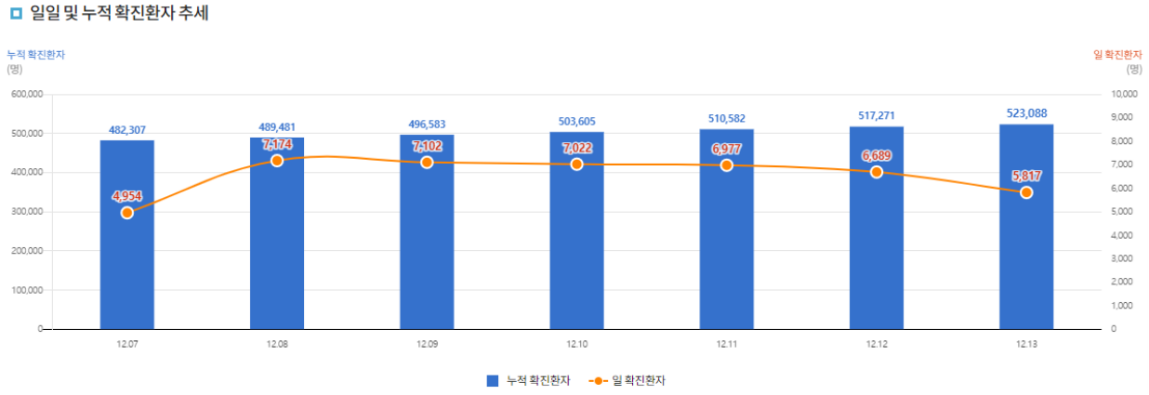 일일 및 누적 확진환자 추세
누적 확진환자 일 확진환자
(명) (명)
600,000 10,000
500,000 9,000
400,000 8,000
300,000 7,000
200,000 6,000
100,000 5,000
0 4,000
3,000
2,000
1,000
0
482,307 489,481 496,583 503,605 510,582 517,271 523,088
4,954 7,174 7,102 7,022 6,977 6,689 5,817
12.07 12.08 12.09 12.10 12.11 12.12 12.13
누적 확진환자 일 확진환자